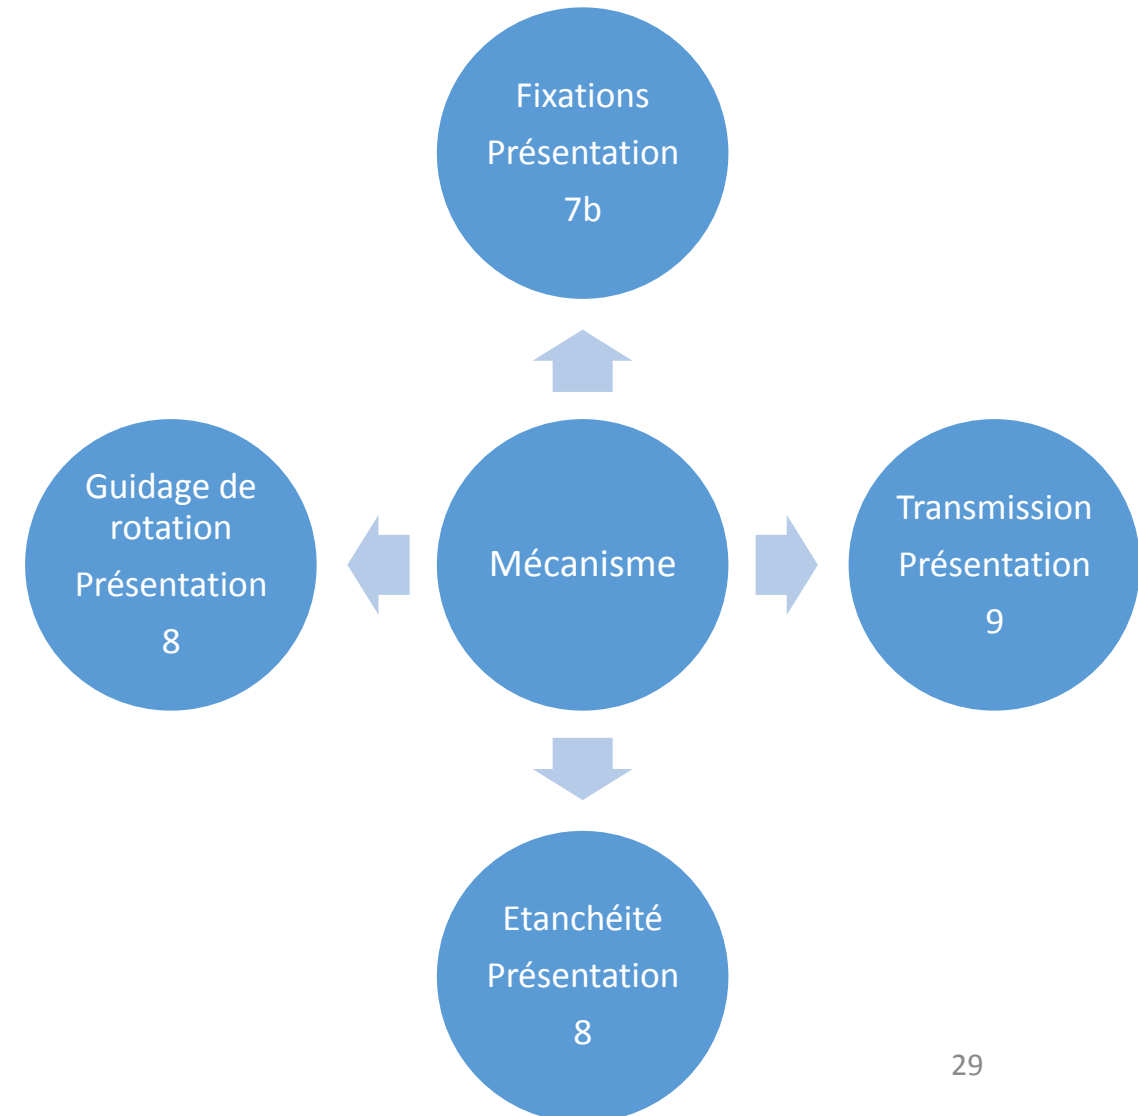 Fixations
Présentation
7b
Guidage de
rotation
Présentation
8
Mécanisme
Transmission
Présentation
9
Etanchéité
Présentation
8
29